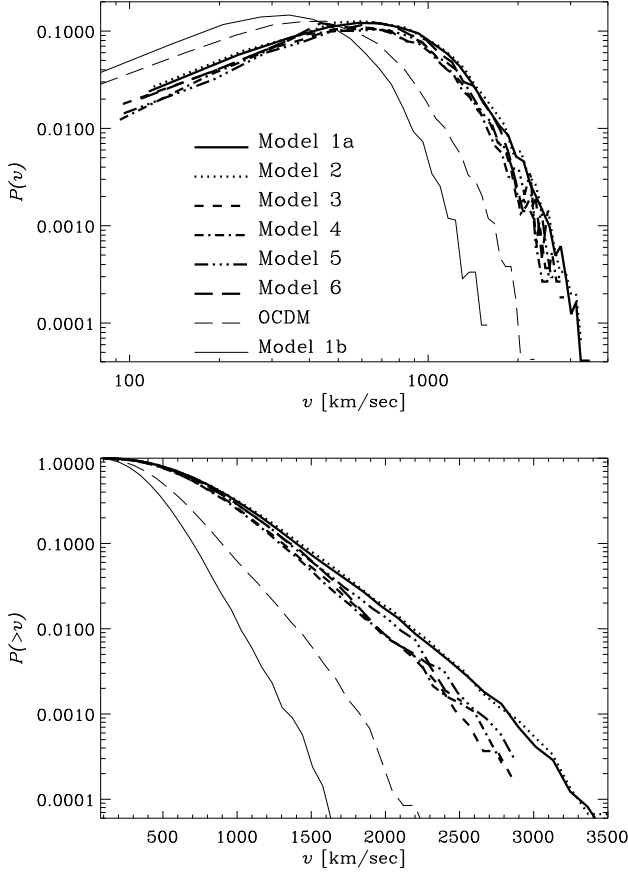 0.1000
0.0100
0.0010
0.0001
P(v)
Model 1a
Model 2
Model 3
Model 4
Model 5
Model 6
OCDM
Model 1b
100
1000
v [km/sec]
1.0000
0.1000
0.0100
0.0010
0.0001
P(>v)
500
1000
1500
2000
2500
3000
3500
v [km/sec]